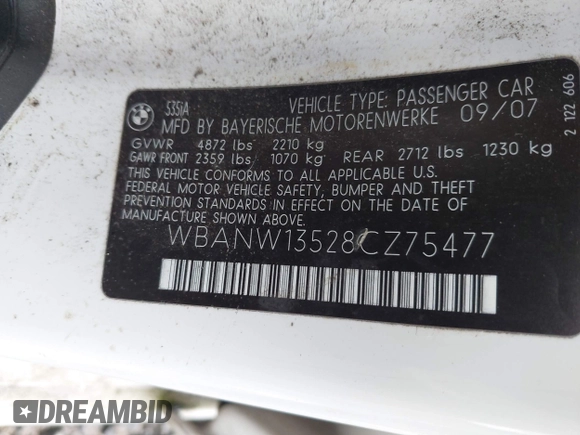 535iA VEHICLE TYPE: PASSENGER CAR
MFD BY BAYERISCHE MOTORENWERKE 09/07
GVWR 4872 lbs 2210 kg
GAWR FRONT 2359 lbs 1070 kg REAR 2712 lbs 1230 kg
THIS VEHICLE CONFORMS TO ALL APPLICABLE U.S.
FEDERAL MOTOR VEHICLE SAFETY, BUMPER AND THEFT
PREVENTION STANDARDS IN EFFECT ON THE DATE OF
MANUFACTURE SHOWN ABOVE.
WBANW13528CZ75477
2 122 606
DREAMBID